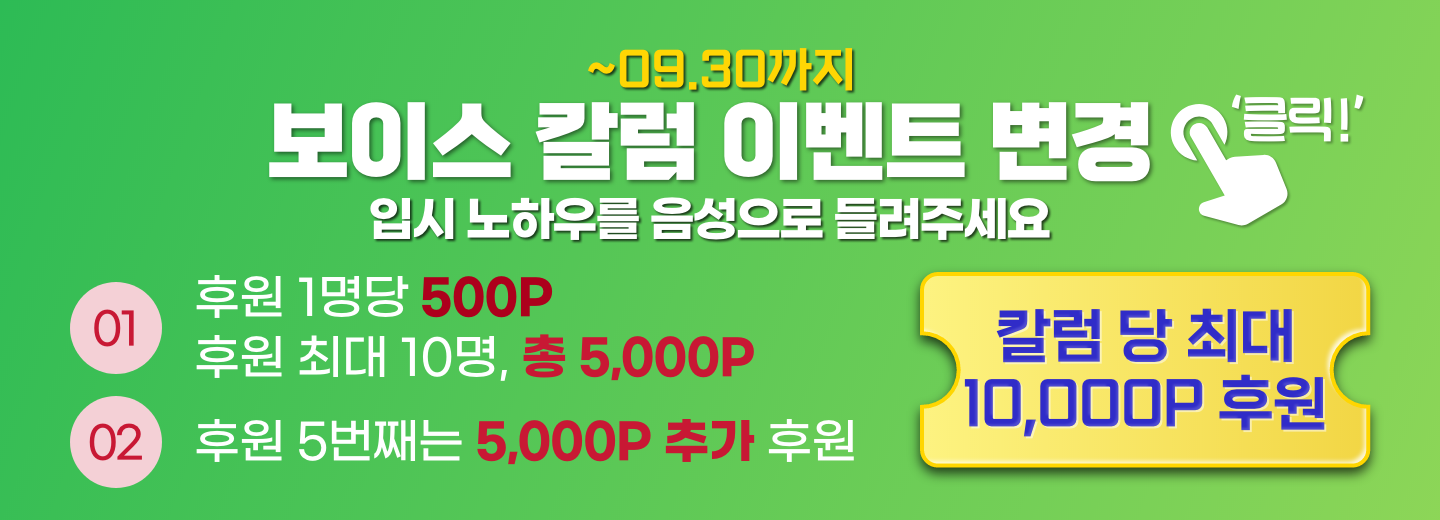 ~09.30까지
보이스 칼럼 이벤트 변경
'클릭!'
입시 노하우를 음성으로 들려주세요
01
후원 1명당 500P
후원 최대 10명, 총 5,000P
02
후원 5번째는 5,000P 추가 후원
칼럼 당 최대
10,000P 후원